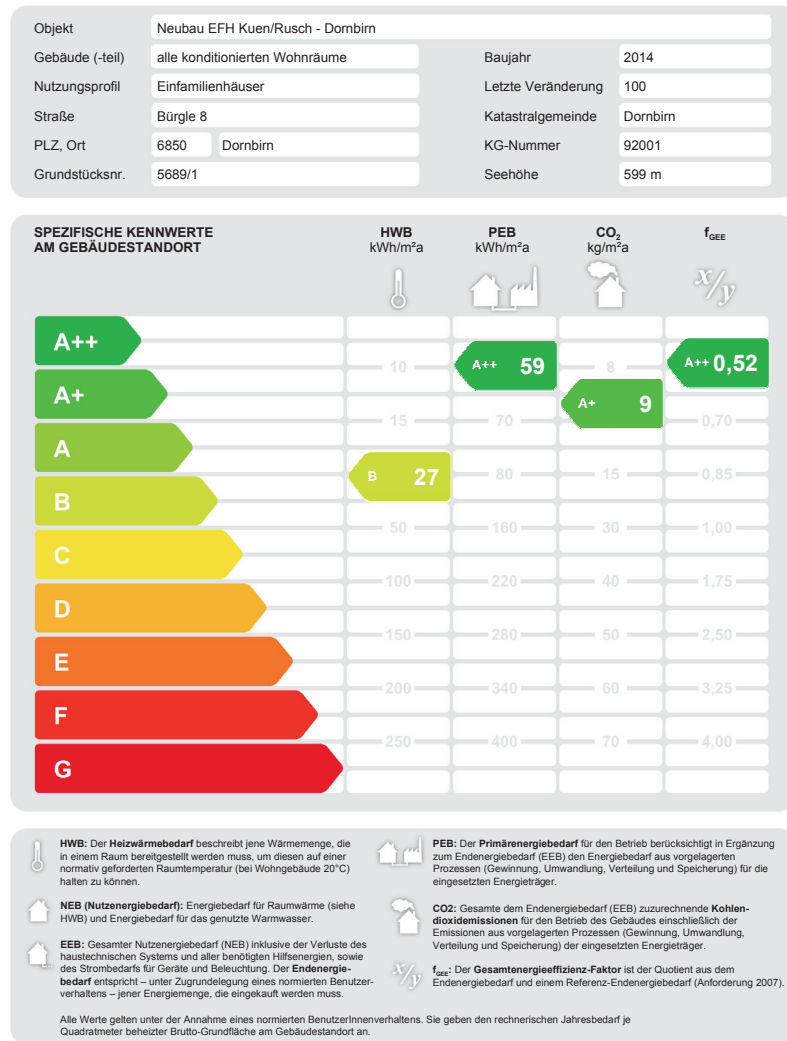 Objekt Neubau EFH Kuen/Rusch - Dornbirn
Gebäude (-teil) alle konditionierten Wohnräume Baujahr 2014
Nutzungsprofil Einfamilienhäuser Letzte Veränderung 100
Straße Bürgle 8 Katastralgemeinde Dornbirn
PLZ, Ort 6850 Dornbirn KG-Nummer 92001
Grundstücksnr. 5689/1 Seehöhe 599 m
SPEZIFISCHE KENNWERTE HWB PEB CO₂ f_GEE
AM GEBÄUDESTANDORT kWh/m²a kWh/m²a kg/m²a
x/y
A++
10 A++ 59 8 A++ 0,52
A+
A+ 9
15 70 0,70
A
B 27 80 15 0,85
B
50 160 30 1,00
C
100 220 40 1,75
D
150 280 50 2,50
E
200 340 60 3,25
F
250 400 70 4,00
G
HWB: Der Heizwärmebedarf beschreibt jene Wärmemenge, die
in einem Raum bereitgestellt werden muss, um diesen auf einer
normativ geforderten Raumtemperatur (bei Wohngebäude 20°C)
halten zu können.
NEB (Nutzenergiebedarf): Energiebedarf für Raumwärme (siehe
HWB) und Energiebedarf für das genutzte Warmwasser.
EEB: Gesamter Nutzenergiebedarf (NEB) inklusive der Verluste des
haustechnischen Systems und aller benötigten Hilfsenergien, sowie
des Strombedarfs für Geräte und Beleuchtung. Der Endenergie-
bedarf entspricht – unter Zugrundelegung eines normierten Benutzer-
verhaltens – jener Energiemenge, die eingekauft werden muss.
PEB: Der Primärenergiebedarf für den Betrieb berücksichtigt in Ergänzung
zum Endenergiebedarf (EEB) den Energiebedarf aus vorgelagerten
Prozessen (Gewinnung, Umwandlung, Verteilung und Speicherung) für die
eingesetzten Energieträger.
CO2: Gesamte dem Endenergiebedarf (EEB) zuzurechnende Kohlen-
dioxidemissionen für den Betrieb des Gebäudes einschließlich der
Emissionen aus vorgelagerten Prozessen (Gewinnung, Umwandlung,
Verteilung und Speicherung) der eingesetzten Energieträger.
x/y
f_GEE: Der Gesamtenergieeffizienz-Faktor ist der Quotient aus dem
Endenergiebedarf und einem Referenz-Endenergiebedarf (Anforderung 2007).
Alle Werte gelten unter der Annahme eines normierten BenutzerInnenverhaltens. Sie geben den rechnerischen Jahresbedarf je
Quadratmeter beheizter Brutto-Grundfläche am Gebäudestandort an.